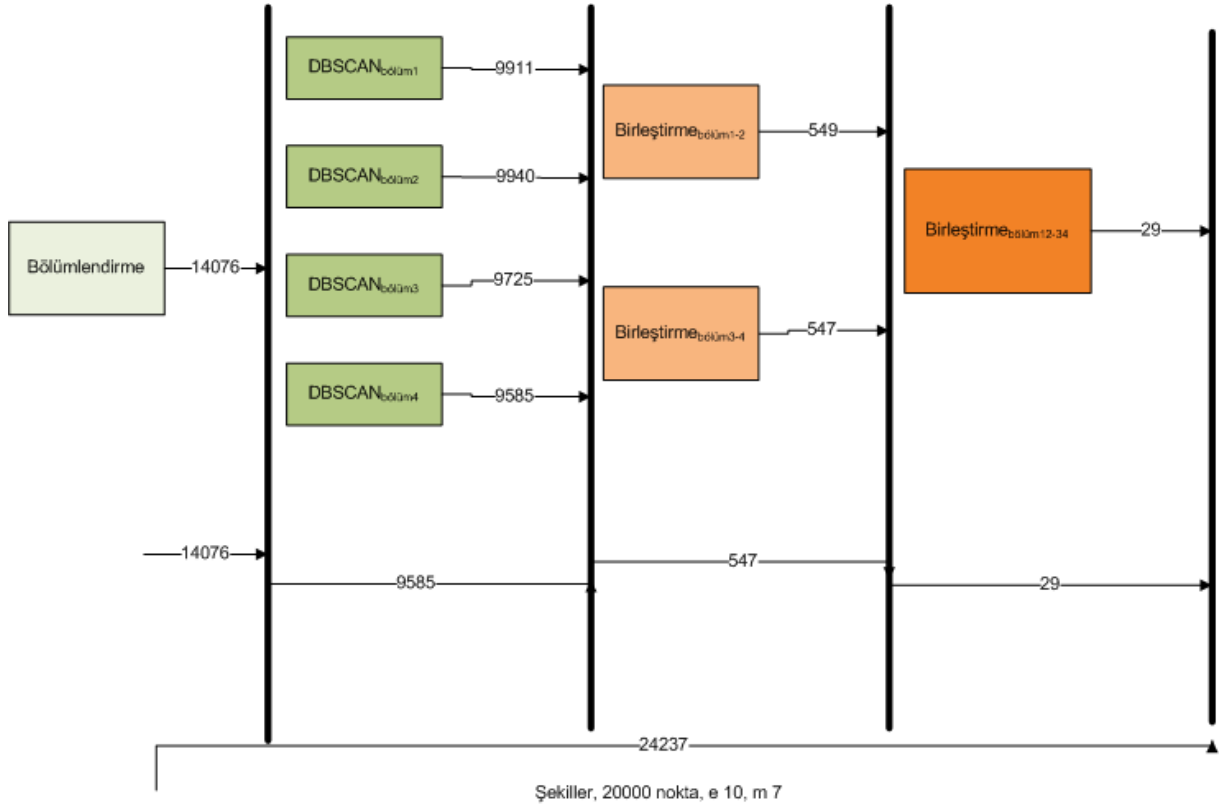 DBSCANbölüm1
9911
Birleştirmebölüm1-2
549
DBSCANbölüm2
9940
Birleştirmebölüm12-34
29
Bölümlendirme
14076
DBSCANbölüm3
9725
Birleştirmebölüm3-4
547
DBSCANbölüm4
9585
14076
547
9585
29
24237
Şekiller, 20000 nokta, e 10, m 7